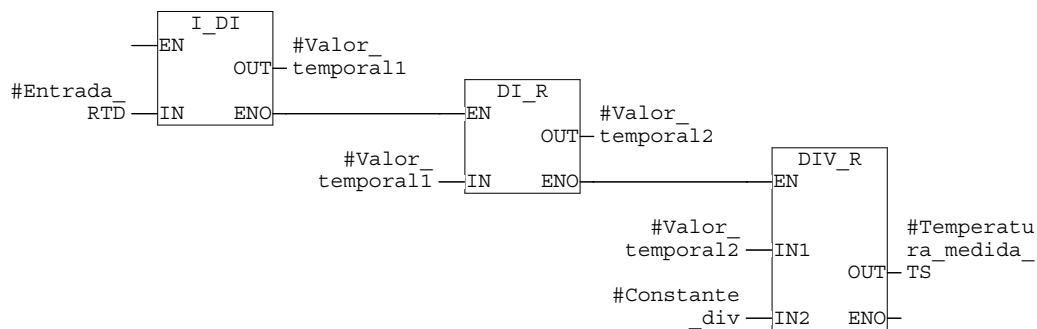 I_DI
EN
#Valor_
OUT
temporal1
#Entrada_
RTD
IN
ENO
DI_R
EN
#Valor_
OUT
temporal2
#Valor_
temporal1
IN
ENO
DIV_R
EN
#Valor_
temporal2
IN1
#Temperatu
ra_medida_
OUT
TS
#Constante
_div
IN2
ENO